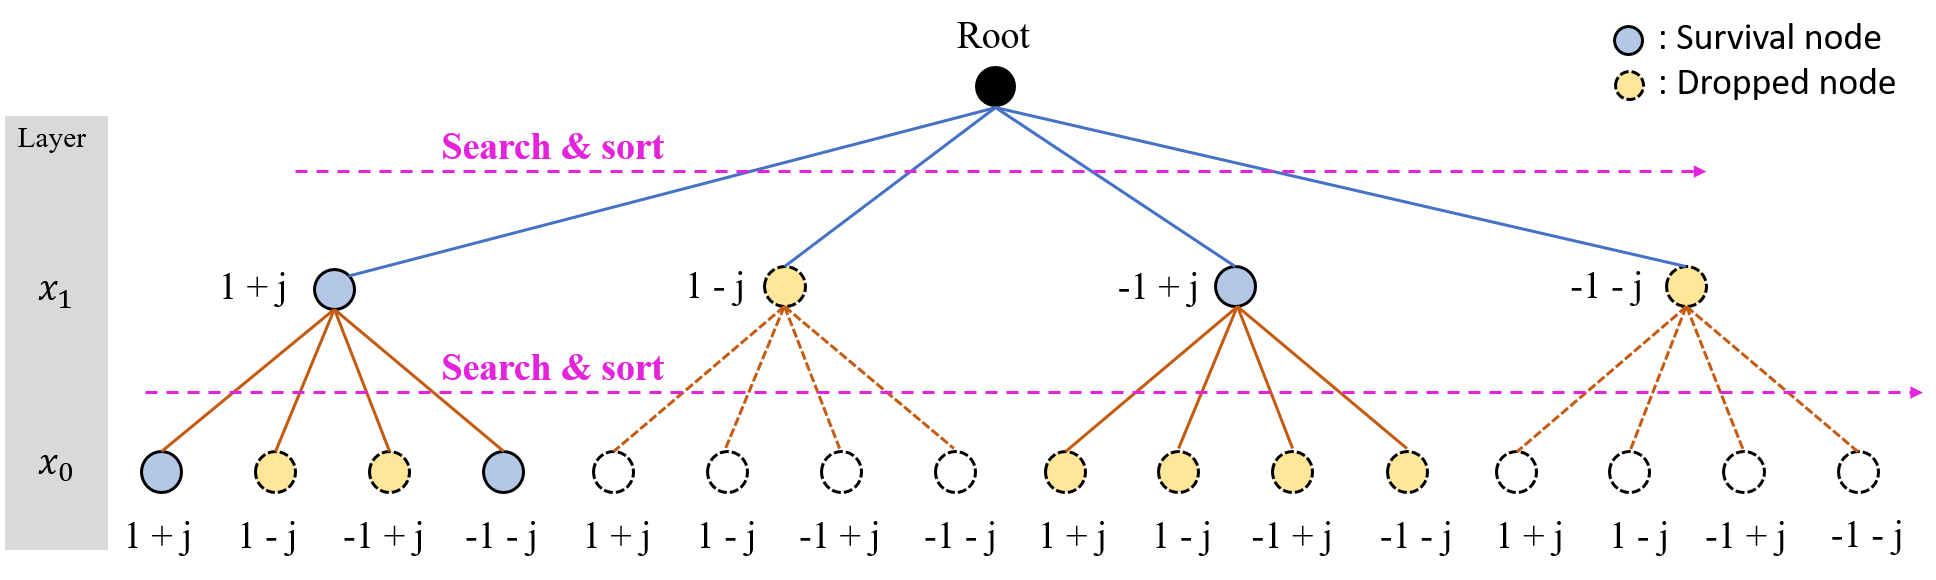 Root
: Survival node
: Dropped node
Layer
Search & sort
x₁
1 + j
1 - j
-1 + j
-1 - j
Search & sort
x₀
1 + j 1 - j -1 + j -1 - j 1 + j 1 - j -1 + j -1 - j 1 + j 1 - j -1 + j -1 - j 1 + j 1 - j -1 + j -1 - j